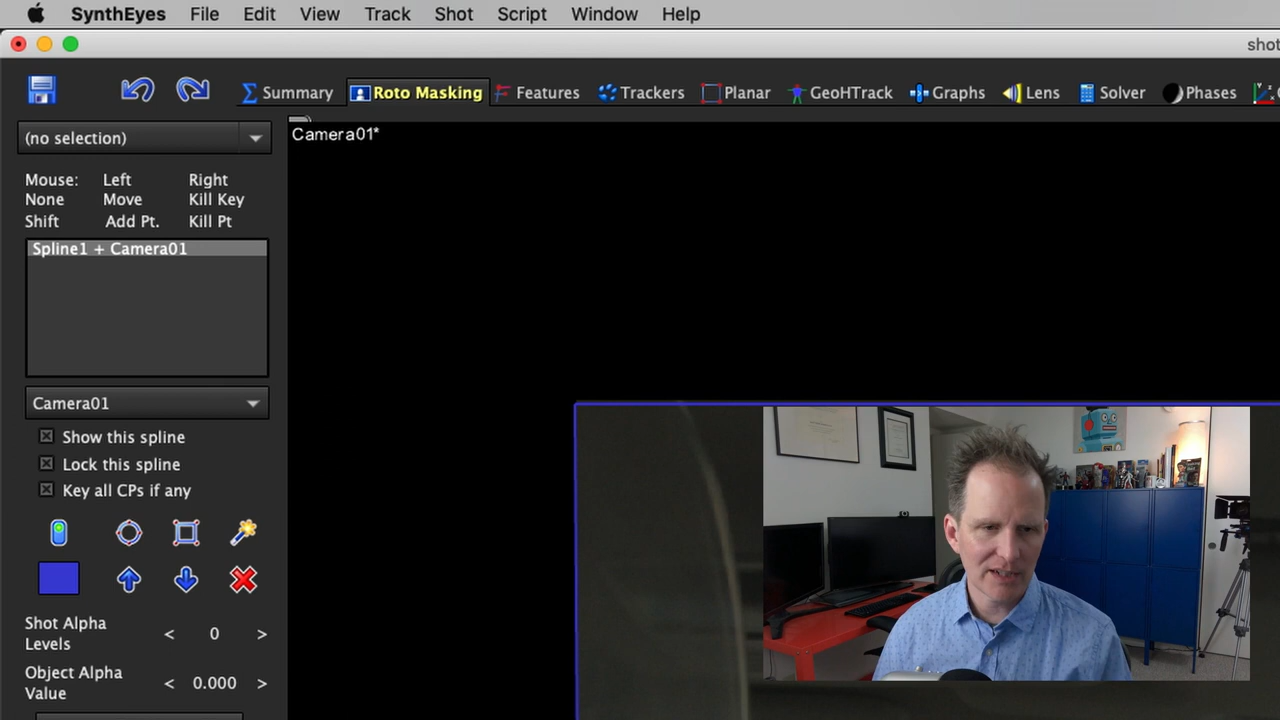 SynthEyes File Edit View Track Shot Script Window Help
shot
Summary Roto Masking Features Trackers Planar GeoHTrack Graphs Lens Solver Phases
(no selection)
Camera01*
Mouse: Left Right
None Move Kill Key
Shift Add Pt. Kill Pt
Spline1 + Camera01
Camera01
Show this spline
Lock this spline
Key all CPs if any
Shot Alpha
Levels
< 0 >
Object Alpha
Value
< 0.000 >